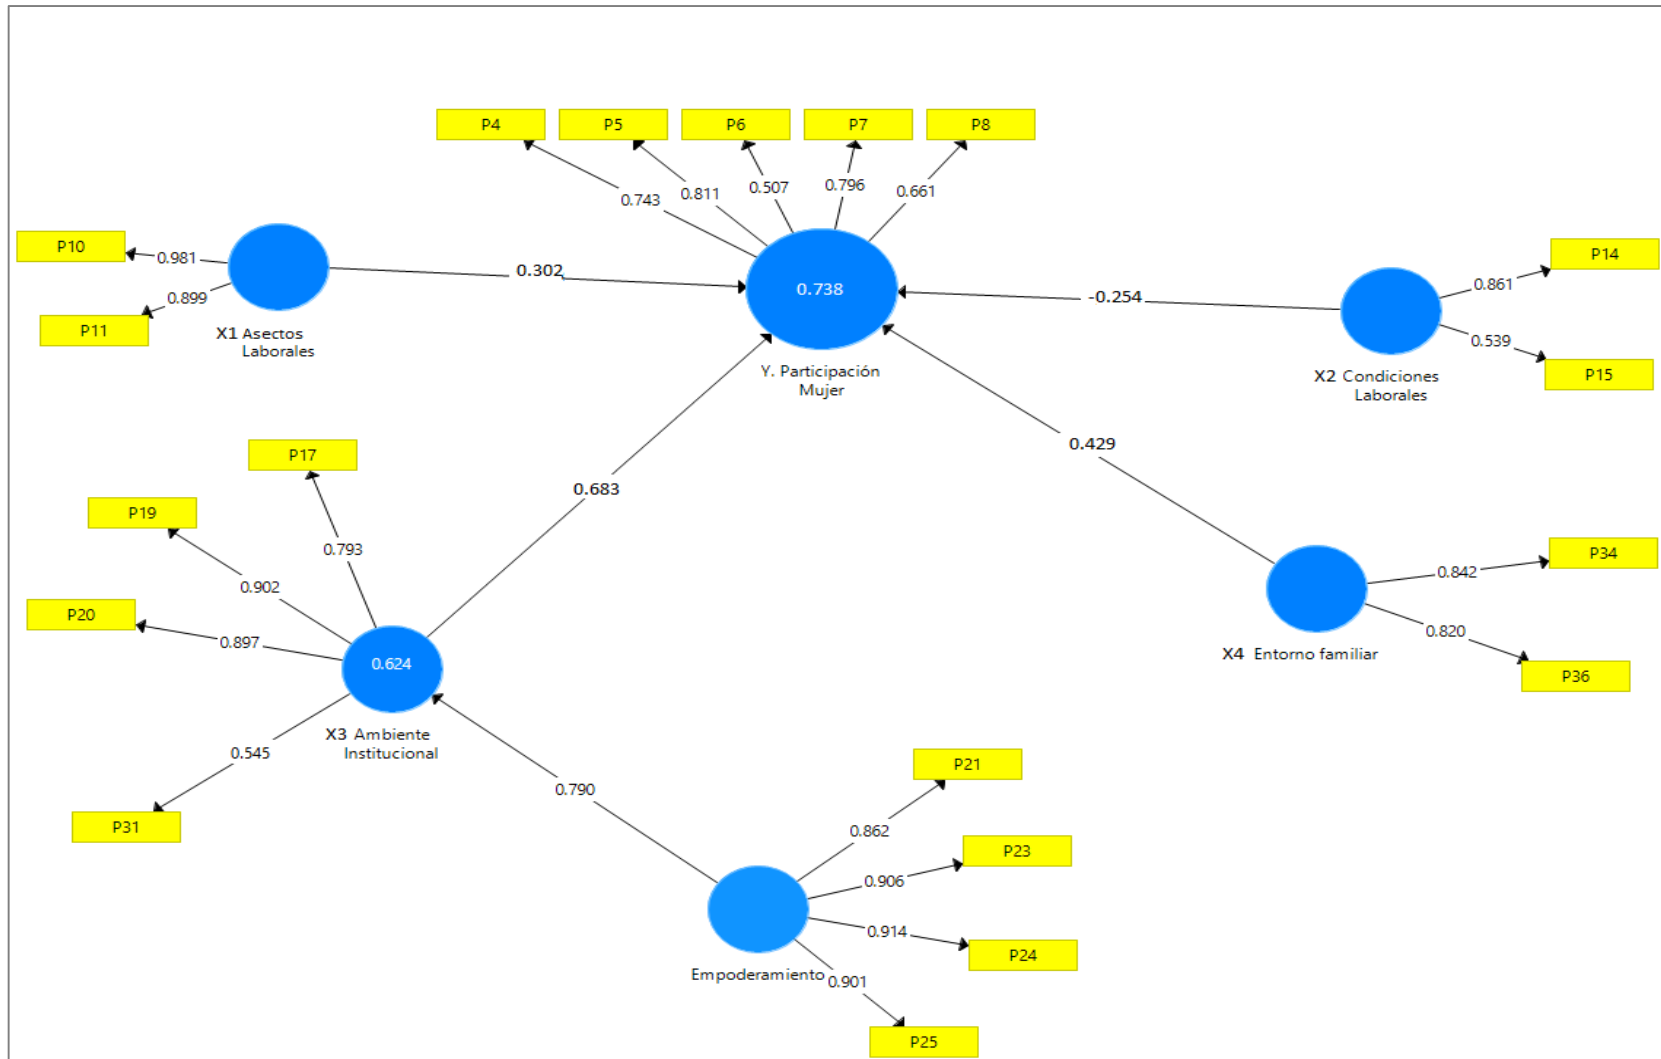 P4
P5
P6
P7
P8
0.743
0.811
0.507
0.796
0.661
P10
P11
0.981
0.899
X1 Asectos
Laborales
0.302
0.738
Y. Participación
Mujer
-0.254
P14
P15
0.861
0.539
X2 Condiciones
Laborales
0.429
P17
P19
P20
P31
0.793
0.902
0.897
0.545
0.624
X3 Ambiente
Institucional
0.683
P34
P36
0.842
0.820
X4 Entorno familiar
0.790
P21
P23
P24
P25
0.862
0.906
0.914
0.901
Empoderamiento